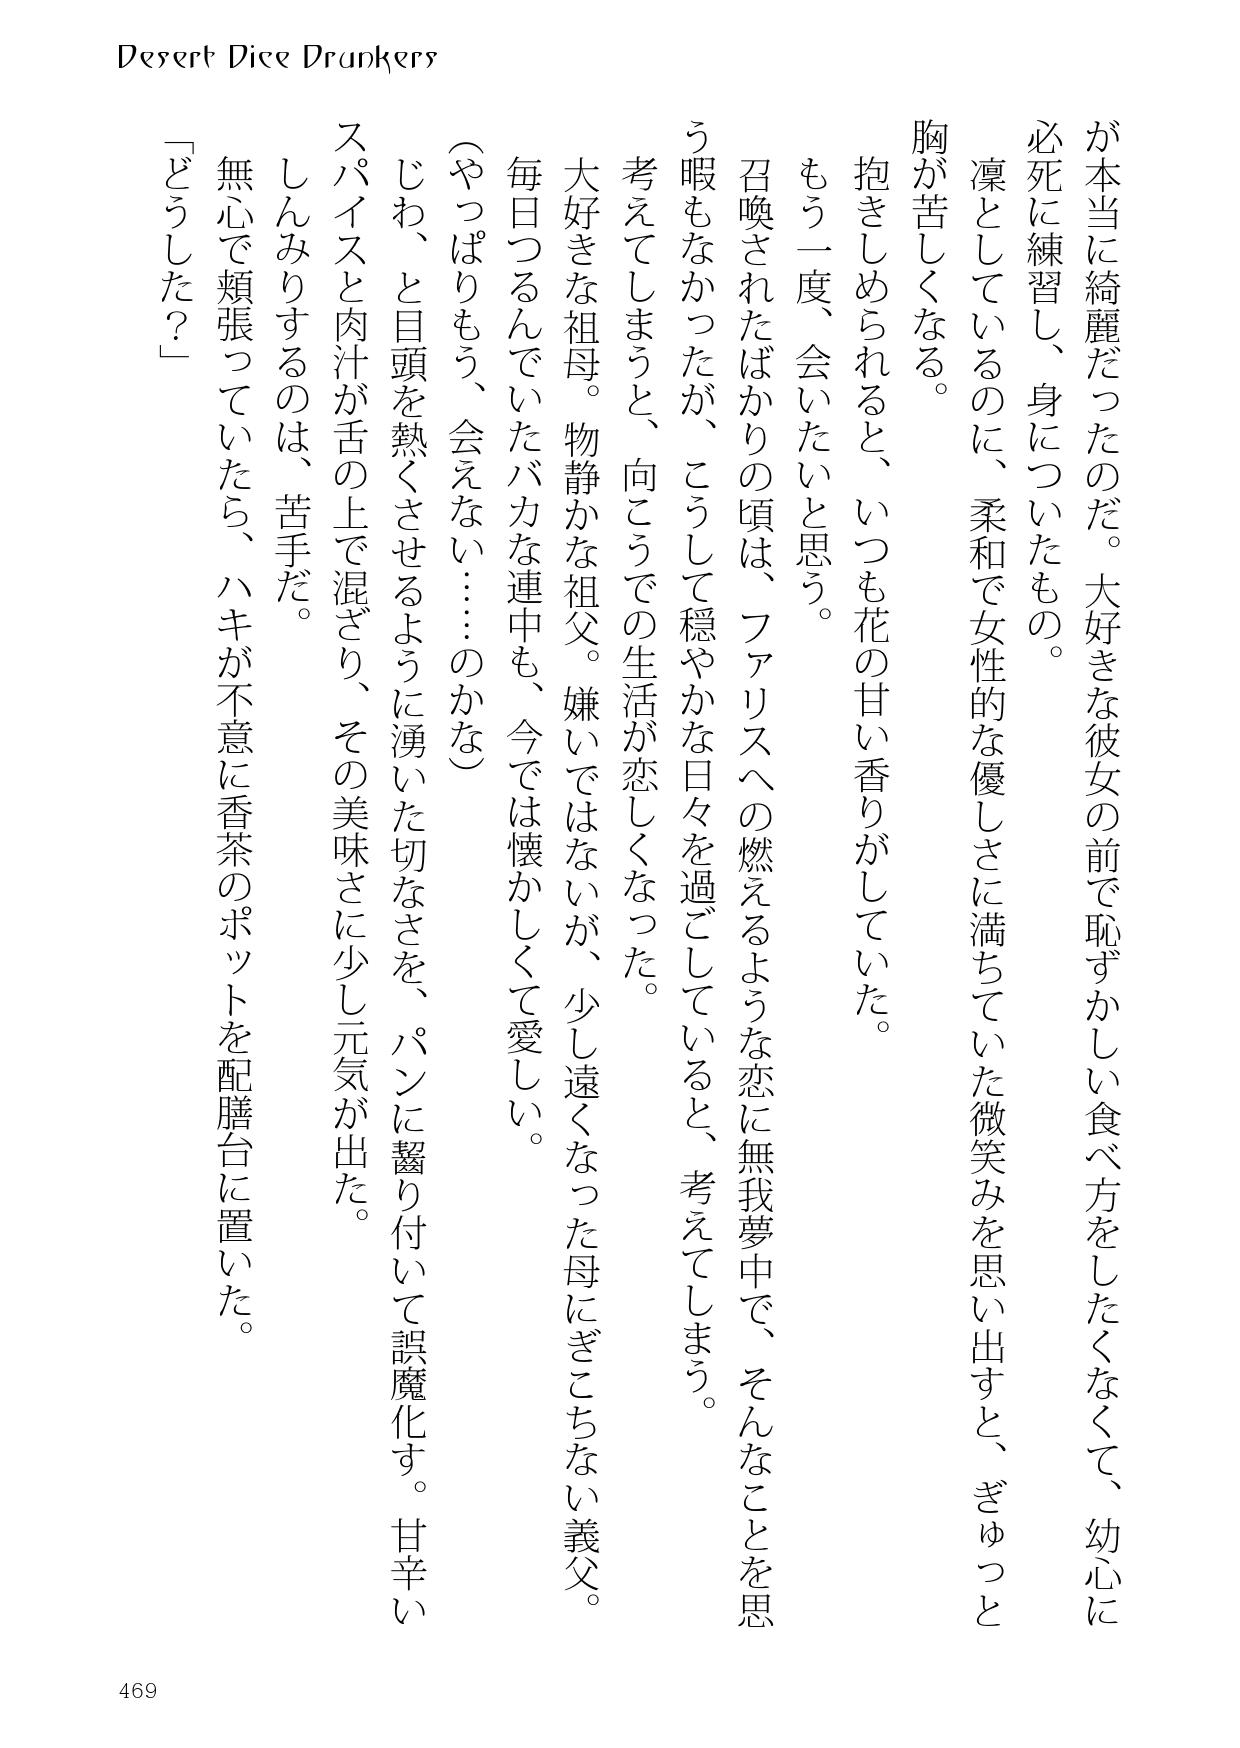 Desert Dice Drunkers
が本当に綺麗だったのだ。大好きな彼女の前で恥ずかしい食べ方をしたくなくて、幼心に
必死に練習し、身についたもの。
凜としているのに、柔和で女性的な優しさに満ちていた微笑みを思い出すと、ぎゅっと
胸が苦しくなる。
抱きしめられると、いつも花の甘い香りがしていた。
もう一度、会いたいと思う。
召喚されたばかりの頃は、ファリスへの燃えるような恋に無我夢中で、そんなことを思
う暇もなかったが、こうして穏やかな日々を過ごしていると、考えてしまう。
考えてしまうと、向こうでの生活が恋しくなった。
大好きな祖母。物静かな祖父。嫌いではないが、少し遠くなった母にぎこちない義父。
毎日つるんでいたバカな連中も、今では懐かしくて愛しい。
（やっぱりもう、会えない……のかな）
じわ、と目頭を熱くさせるように湧いた切なさを、パンに齧り付いて誤魔化す。甘辛い
スパイスと肉汁が舌の上で混ざり、その美味さに少し元気が出た。
しんみりするのは、苦手だ。
無心で頬張っていたら、ハキが不意に香茶のポットを配膳台に置いた。
「どうした？」
469